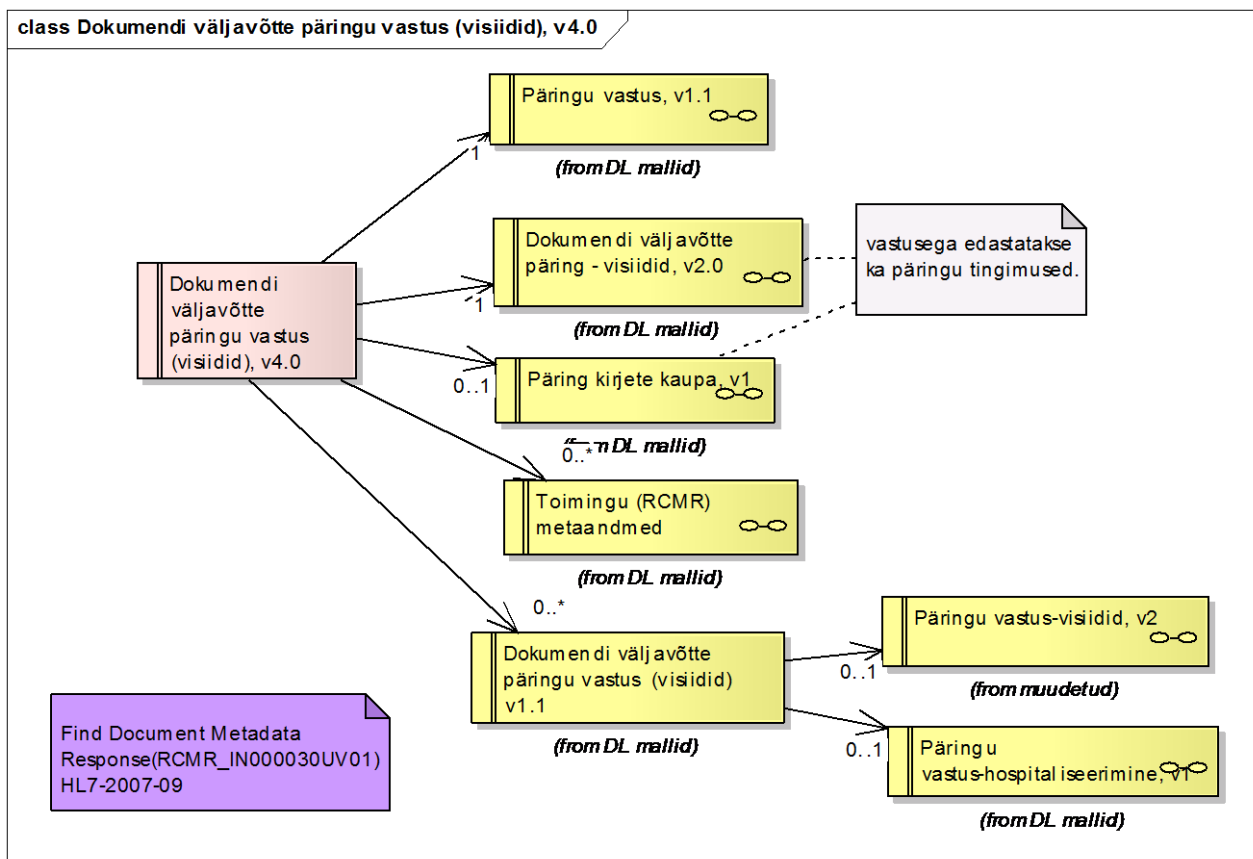 class Dokumendi väljavõtte päringu vastus (visiidid), v4.0
Päringu vastus, v1.1
1
(from DL mallid)
Dokumendi väljavõtte
päring - visiidid, v2.0
1
(from DL mallid)
vastusega edastatakse
ka päringu tingimused.
Dokumendi
väljavõtte
päringu vastus
(visiidid), v4.0
Päring kirjete kaupa, v1
0..1
(from DL mallid)
0..*
Toimingu (RCMR)
metaandmed
(from DL mallid)
0..*
Dokumendi väljavõtte
päringu vastus (visiidid)
v1.1
(from DL mallid)
Päringu vastus-visiidid, v2
0..1
(from muudetud)
0..1
Päringu
vastus-hospitaliseerimine, v1
(from DL mallid)
Find Document Metadata
Response(RCMR_IN000030UV01)
HL7-2007-09